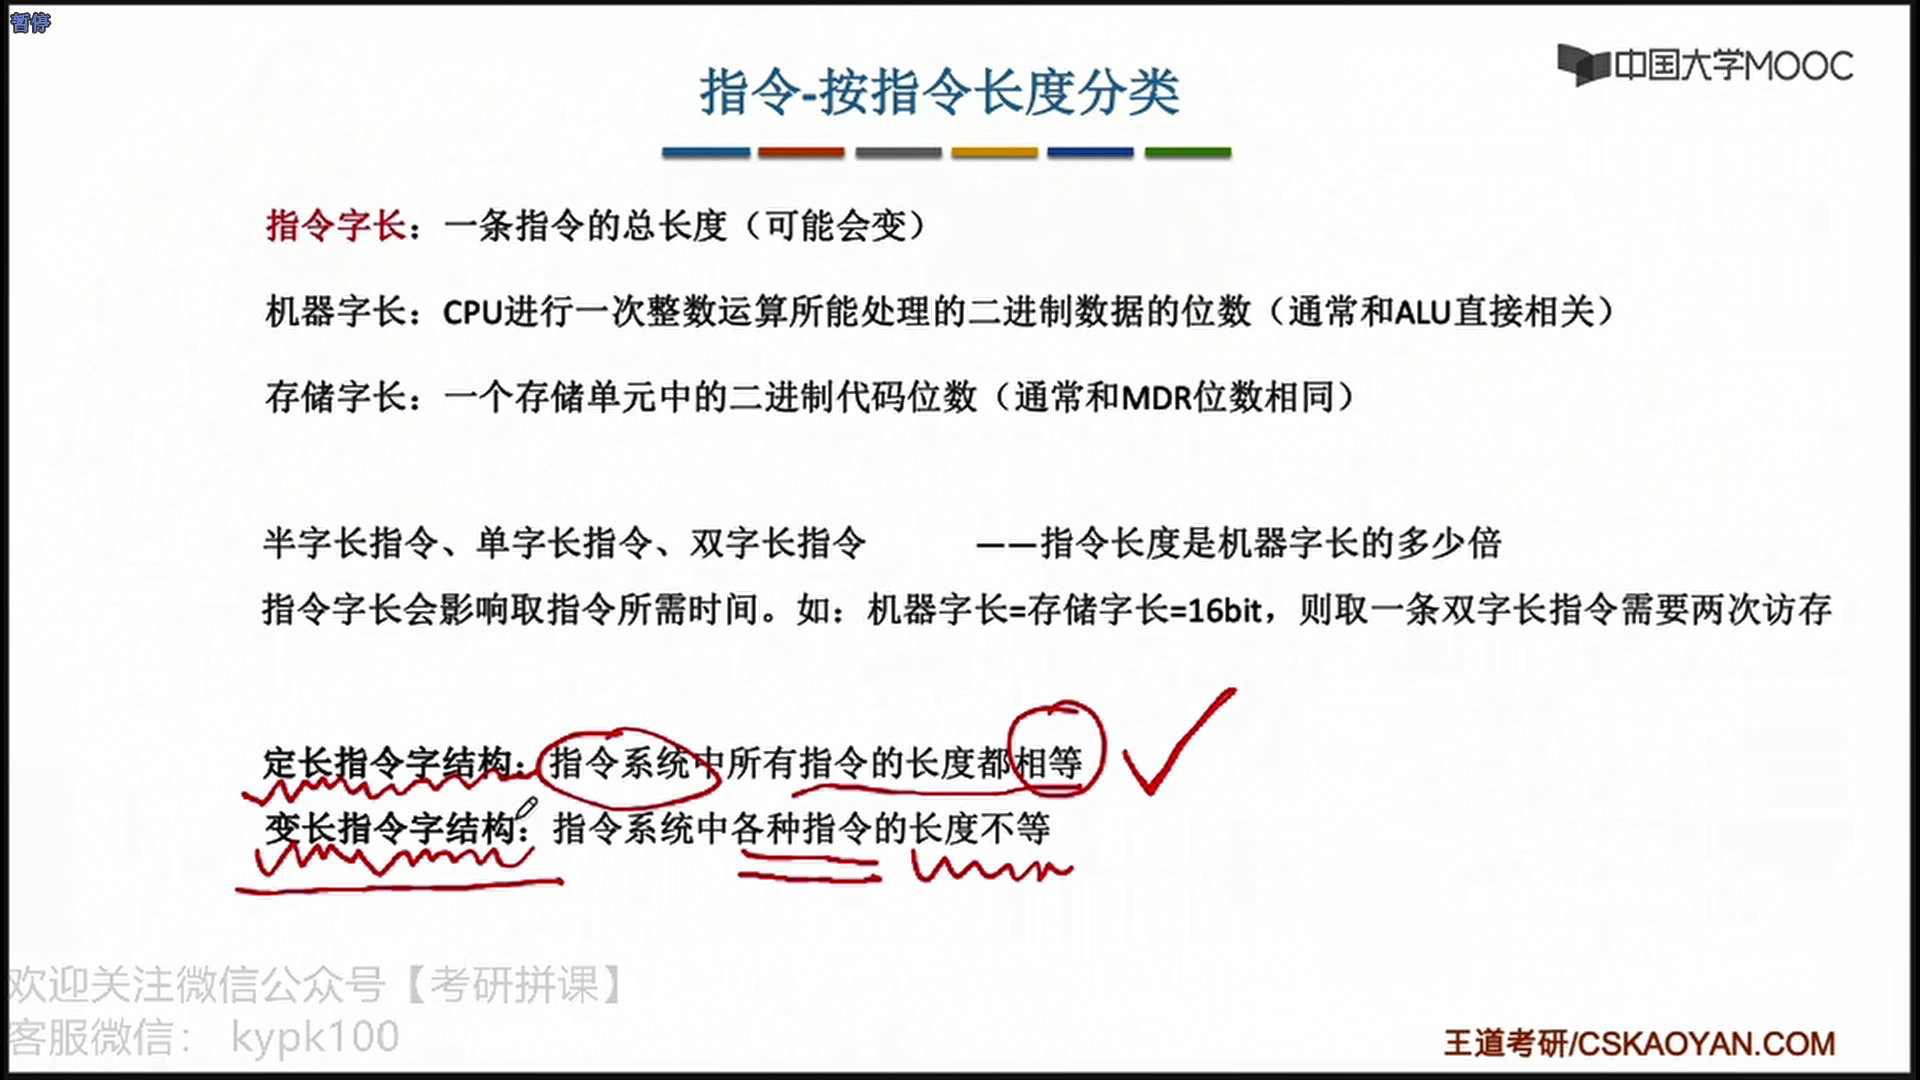 暂停
中国大学MOOC
指令-按指令长度分类
指令字长：一条指令的总长度（可能会变）
机器字长：CPU进行一次整数运算所能处理的二进制数据的位数（通常和ALU直接相关）
存储字长：一个存储单元中的二进制代码位数（通常和MDR位数相同）
半字长指令、单字长指令、双字长指令 ——指令长度是机器字长的多少倍
指令字长会影响取指令所需时间。如：机器字长=存储字长=16bit，则取一条双字长指令需要两次访存
定长指令字结构：指令系统中所有指令的长度都相等
变长指令字结构：指令系统中各种指令的长度不等
欢迎关注微信公众号【考研拼课】
客服微信： kypk100
王道考研/CSKAOYAN.COM